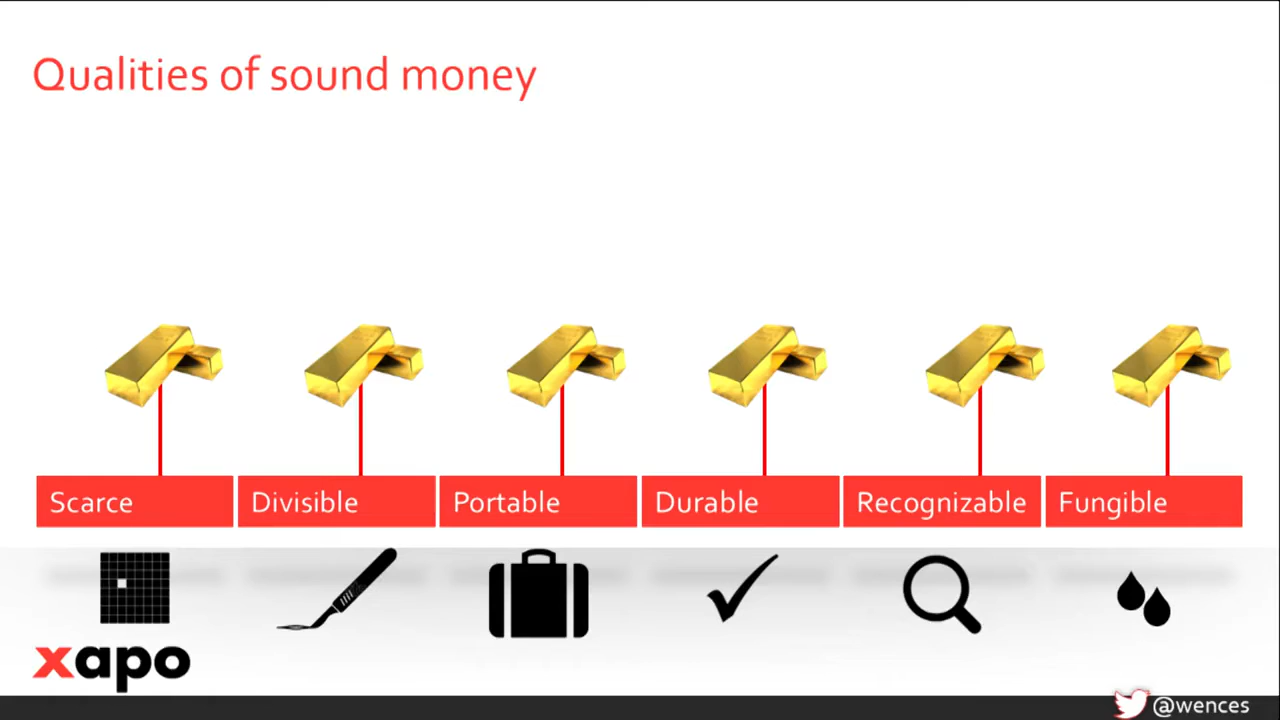 Qualities of sound money
Scarce
Divisible
Portable
Durable
Recognizable
Fungible
xapo
@wences